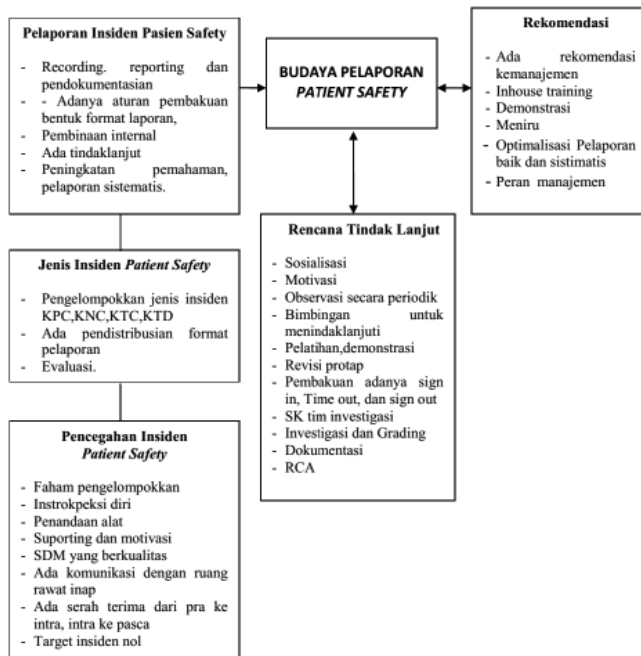 Pelaporan Insiden Pasien Safety
- Recording. reporting dan
pendokumentasian
- - Adanya aturan pembakuan
bentuk format laporan,
- Pembinaan internal
- Ada tindaklanjut
- Peningkatan pemahaman,
pelaporan sistematis.
BUDAYA PELAPORAN
PATIENT SAFETY
Rekomendasi
- Ada rekomendasi
kemanajemen
- Inhouse training
- Demonstrasi
- Meniru
- Optimalisasi Pelaporan
baik dan sistimatis
- Peran manajemen
Jenis Insiden Patient Safety
- Pengelompokkan jenis insiden
KPC,KNC,KTC,KTD
- Ada pendistribusian format
pelaporan
- Evaluasi.
Rencana Tindak Lanjut
- Sosialisasi
- Motivasi
- Observasi secara periodik
- Bimbingan untuk
menindaklanjuti
- Pelatihan,demonstrasi
- Revisi protap
- Pembakuan adanya sign
in, Time out, dan sign out
- SK tim investigasi
- Investigasi dan Grading
- Dokumentasi
- RCA
Pencegahan Insiden
Patient Safety
- Faham pengelompokkan
- Instrokpeksi diri
- Penandaan alat
- Suporting dan motivasi
- SDM yang berkualitas
- Ada komunikasi dengan ruang
rawat inap
- Ada serah terima dari pra ke
intra, intra ke pasca
- Target insiden nol